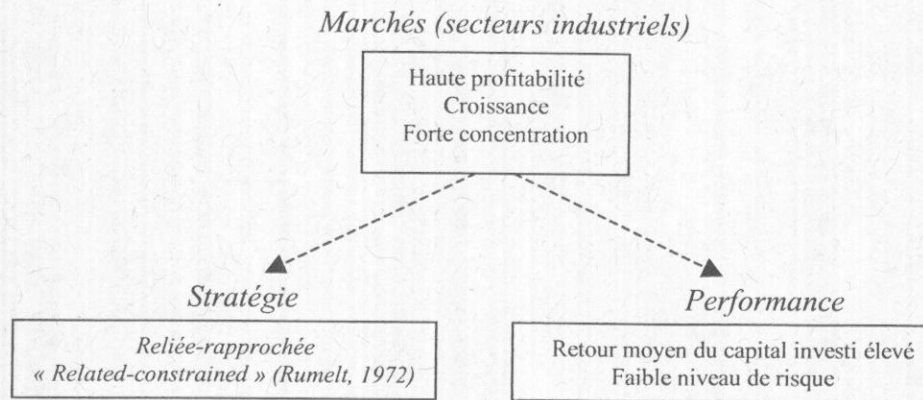 Marchés (secteurs industriels)
Haute profitabilité
Croissance
Forte concentration
Stratégie
Reliée-rapprochée
« Related-constrained » (Rumelt, 1972)
Performance
Retour moyen du capital investi élevé
Faible niveau de risque